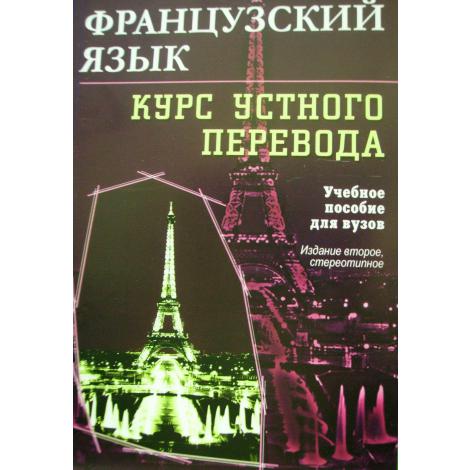 ФРАНЦУЗСКИЙ
ЯЗЫК
КУРС УСТНОГО
ПЕРЕВОДА
Учебное
пособие
для вузов
Издание второе,
стереотипное